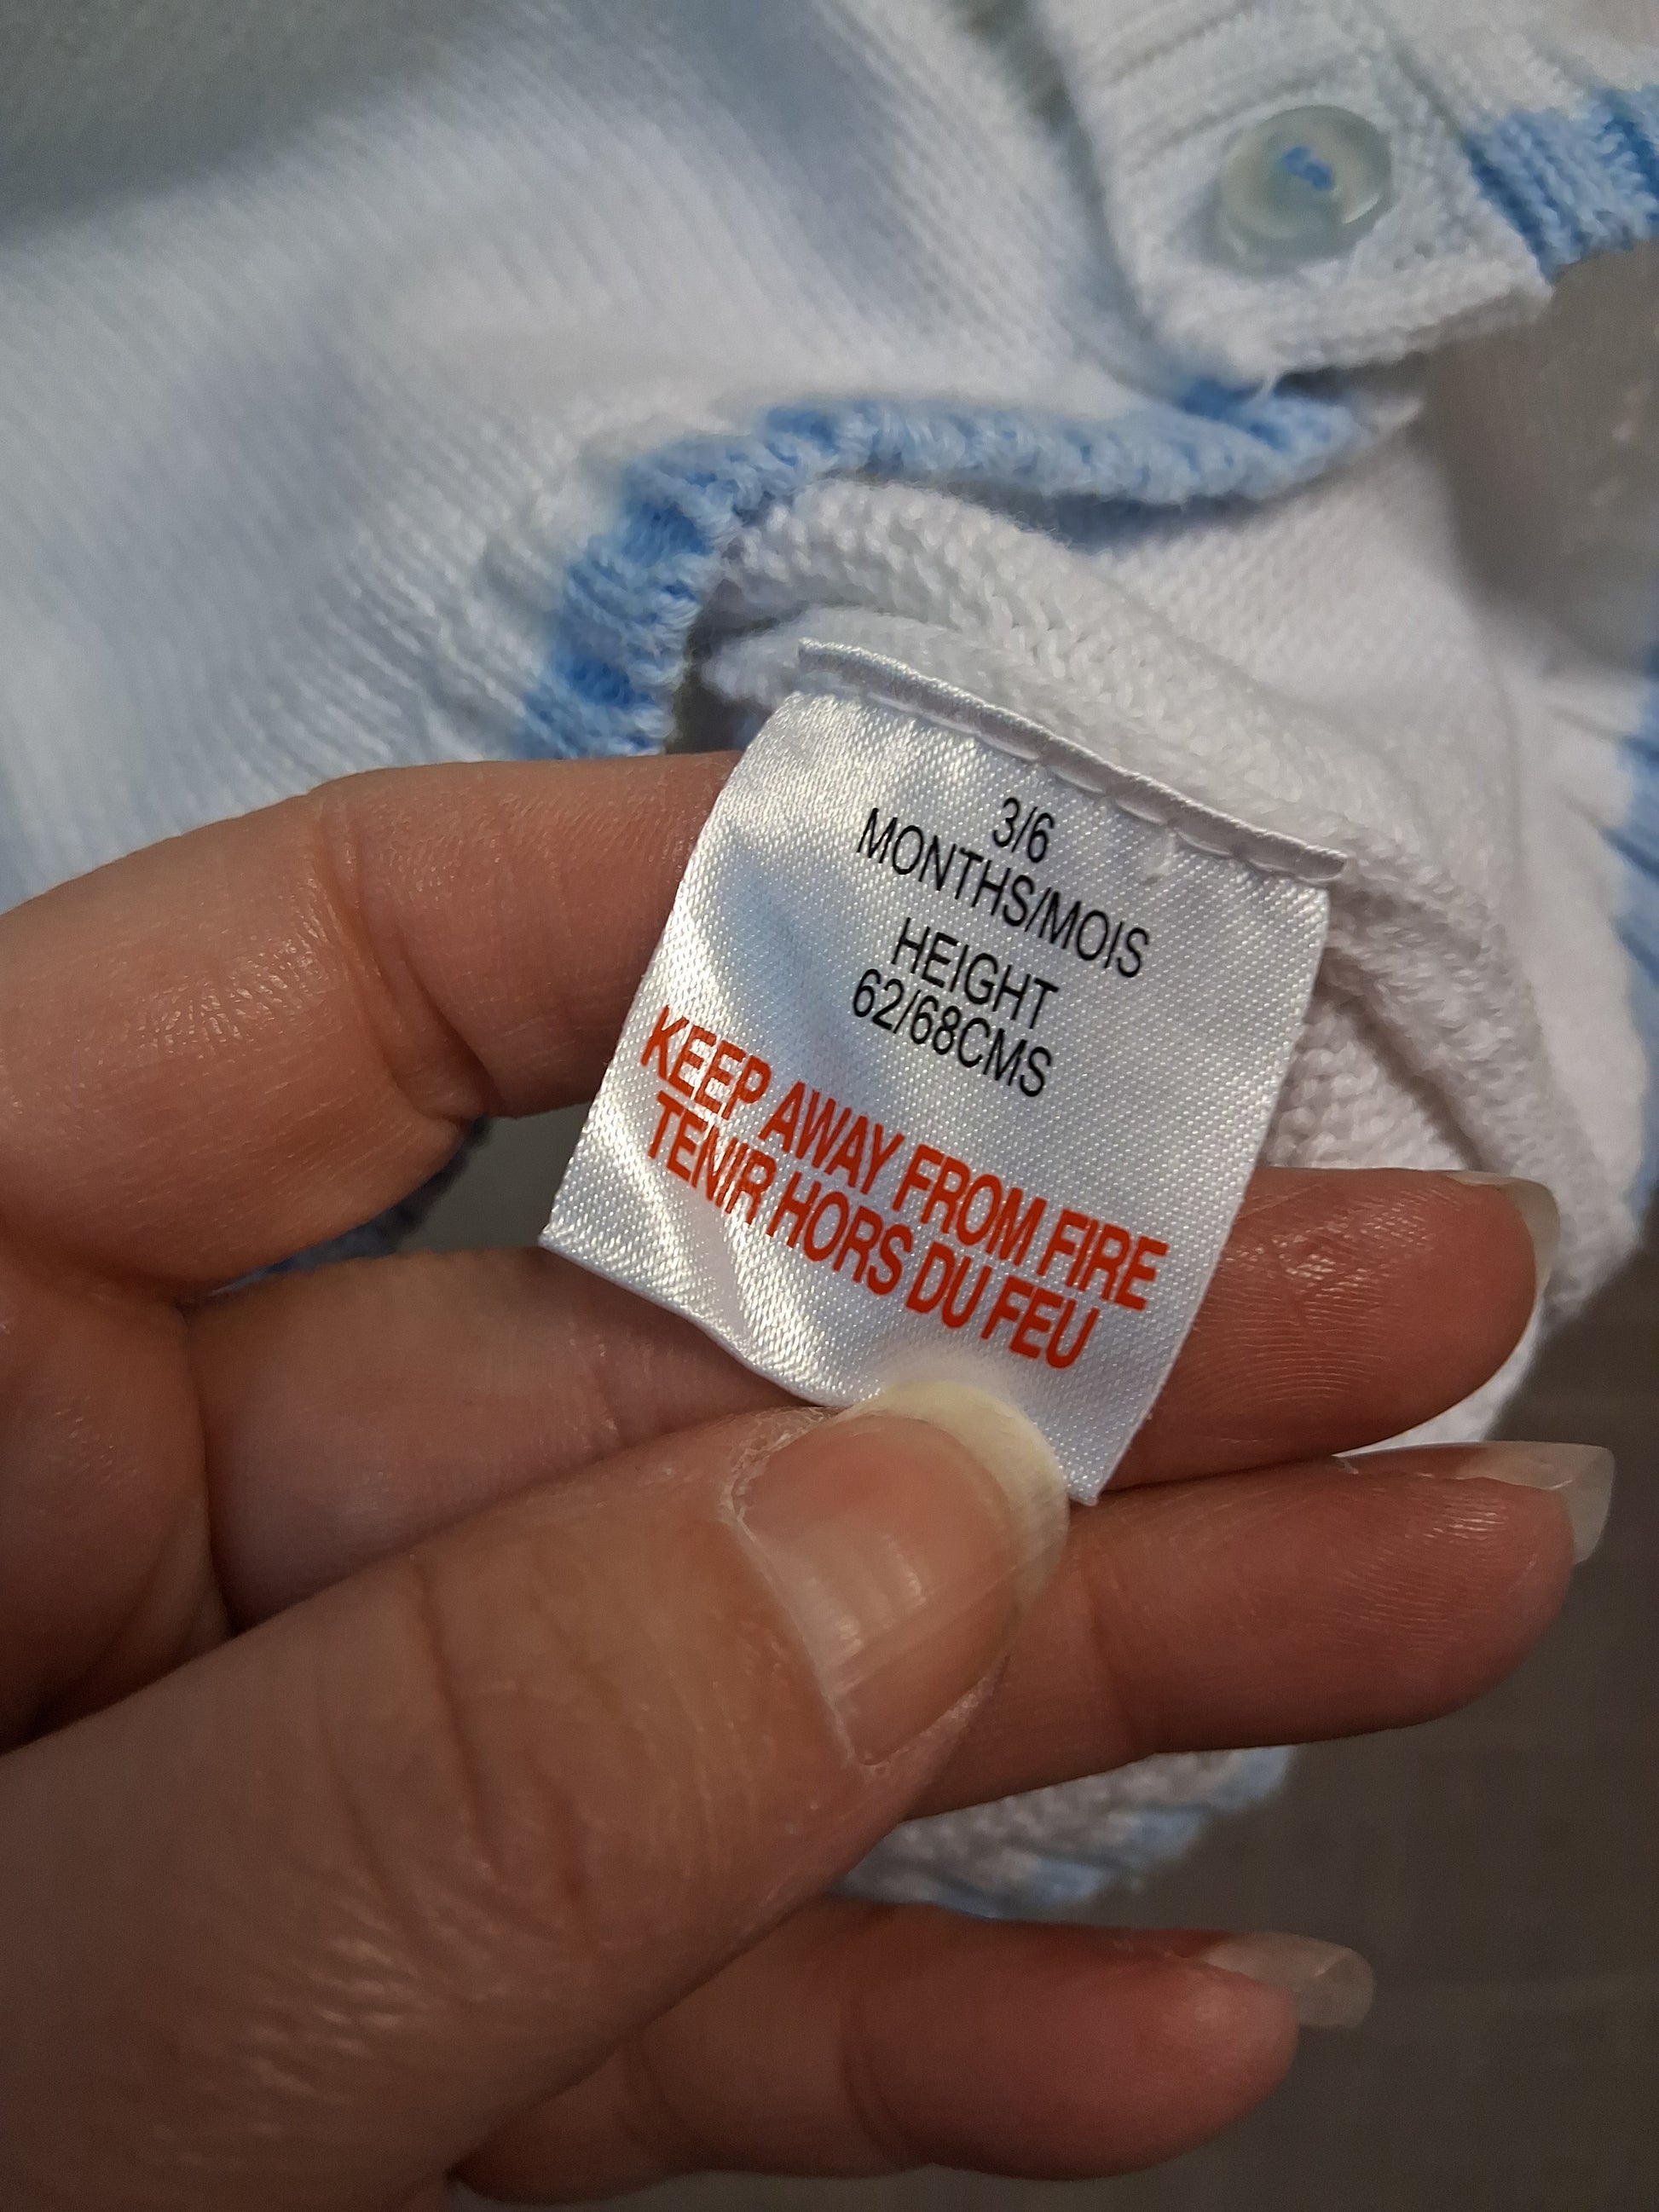 3/6
MONTHS/MOIS
HEIGHT
62/68CMS
KEEP AWAY FROM FIRE
TENIR HORS DU FEU